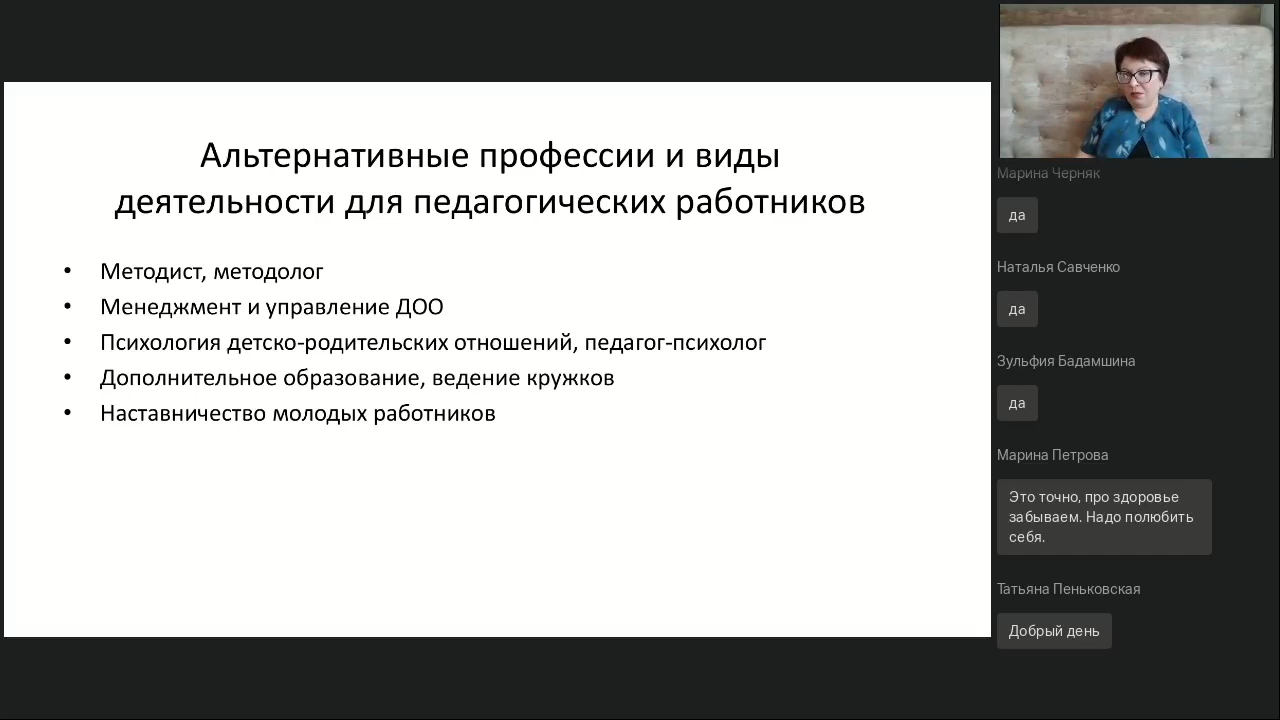 Альтернативные профессии и виды
деятельности для педагогических работников
• Методист, методолог
• Менеджмент и управление ДОО
• Психология детско-родительских отношений, педагог-психолог
• Дополнительное образование, ведение кружков
• Наставничество молодых работников
Марина Черняк
да
Наталья Савченко
да
Зульфия Бадамшина
да
Марина Петрова
Это точно, про здоровье
забываем. Надо полюбить
себя.
Татьяна Пеньковская
Добрый день